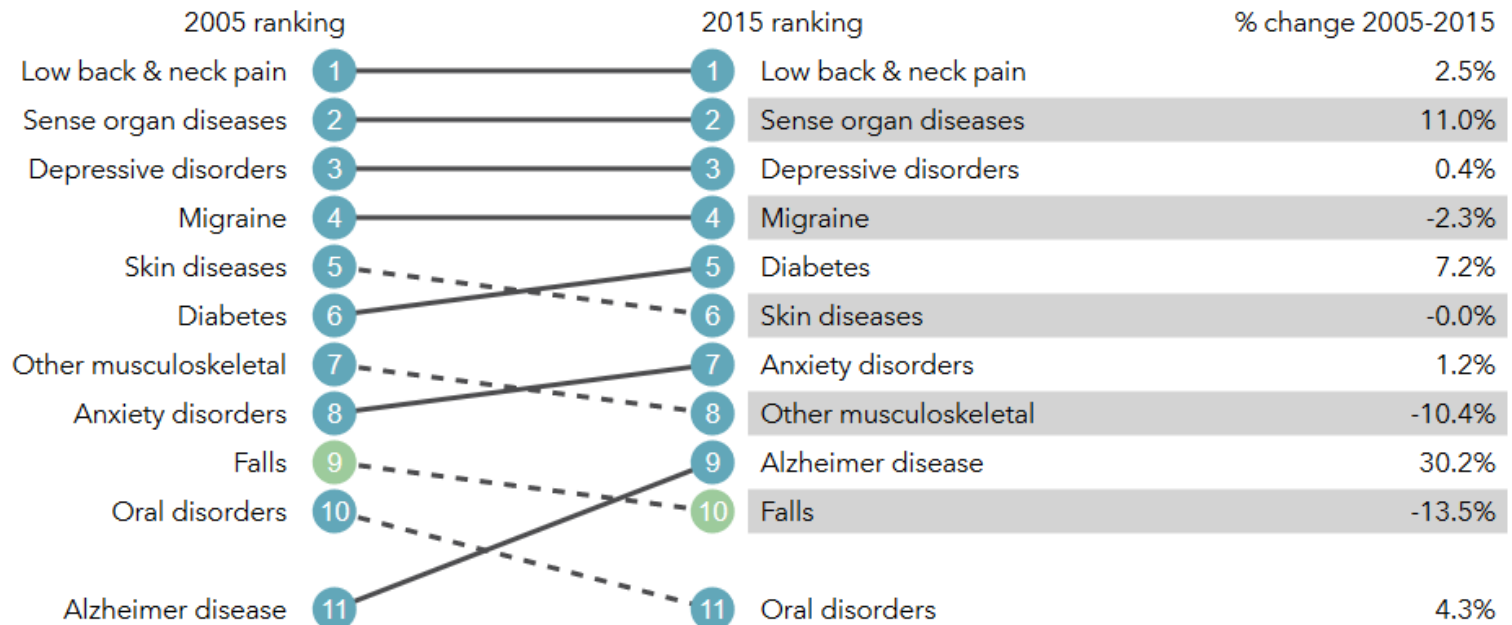 2005 ranking 2015 ranking % change 2005-2015
Low back & neck pain 1 1 Low back & neck pain 2.5%
Sense organ diseases 2 2 Sense organ diseases 11.0%
Depressive disorders 3 3 Depressive disorders 0.4%
Migraine 4 4 Migraine -2.3%
Skin diseases 5 5 Diabetes 7.2%
Diabetes 6 6 Skin diseases -0.0%
Other musculoskeletal 7 7 Anxiety disorders 1.2%
Anxiety disorders 8 8 Other musculoskeletal -10.4%
Falls 9 9 Alzheimer disease 30.2%
Oral disorders 10 10 Falls -13.5%
Alzheimer disease 11 11 Oral disorders 4.3%